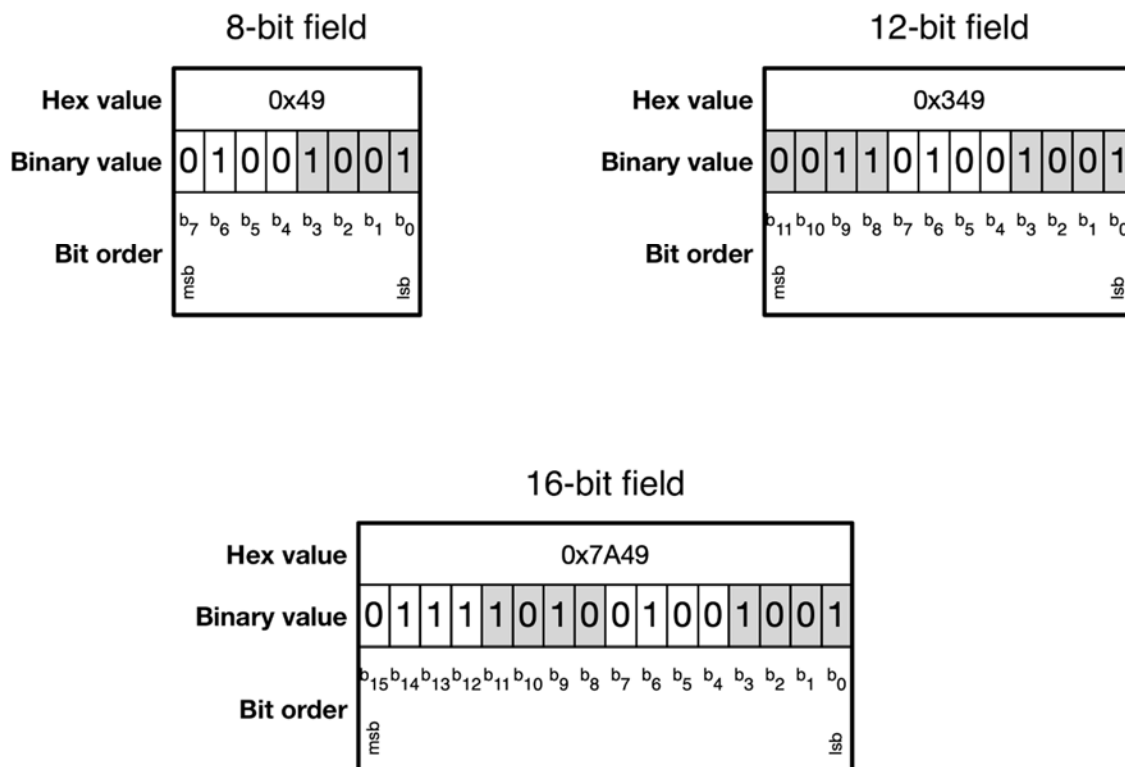 8-bit field
Hex value 0x49
Binary value 0 1 0 0 1 0 0 1
b7 b6 b5 b4 b3 b2 b1 b0
Bit order
msb lsb
12-bit field
Hex value 0x349
Binary value 0 0 1 1 0 1 0 0 1 0 0 1
b11 b10 b9 b8 b7 b6 b5 b4 b3 b2 b1 b0
Bit order
msb lsb
16-bit field
Hex value 0x7A49
Binary value 0 1 1 1 1 0 1 0 0 1 0 0 1 0 0 1
b15 b14 b13 b12 b11 b10 b9 b8 b7 b6 b5 b4 b3 b2 b1 b0
Bit order
msb lsb